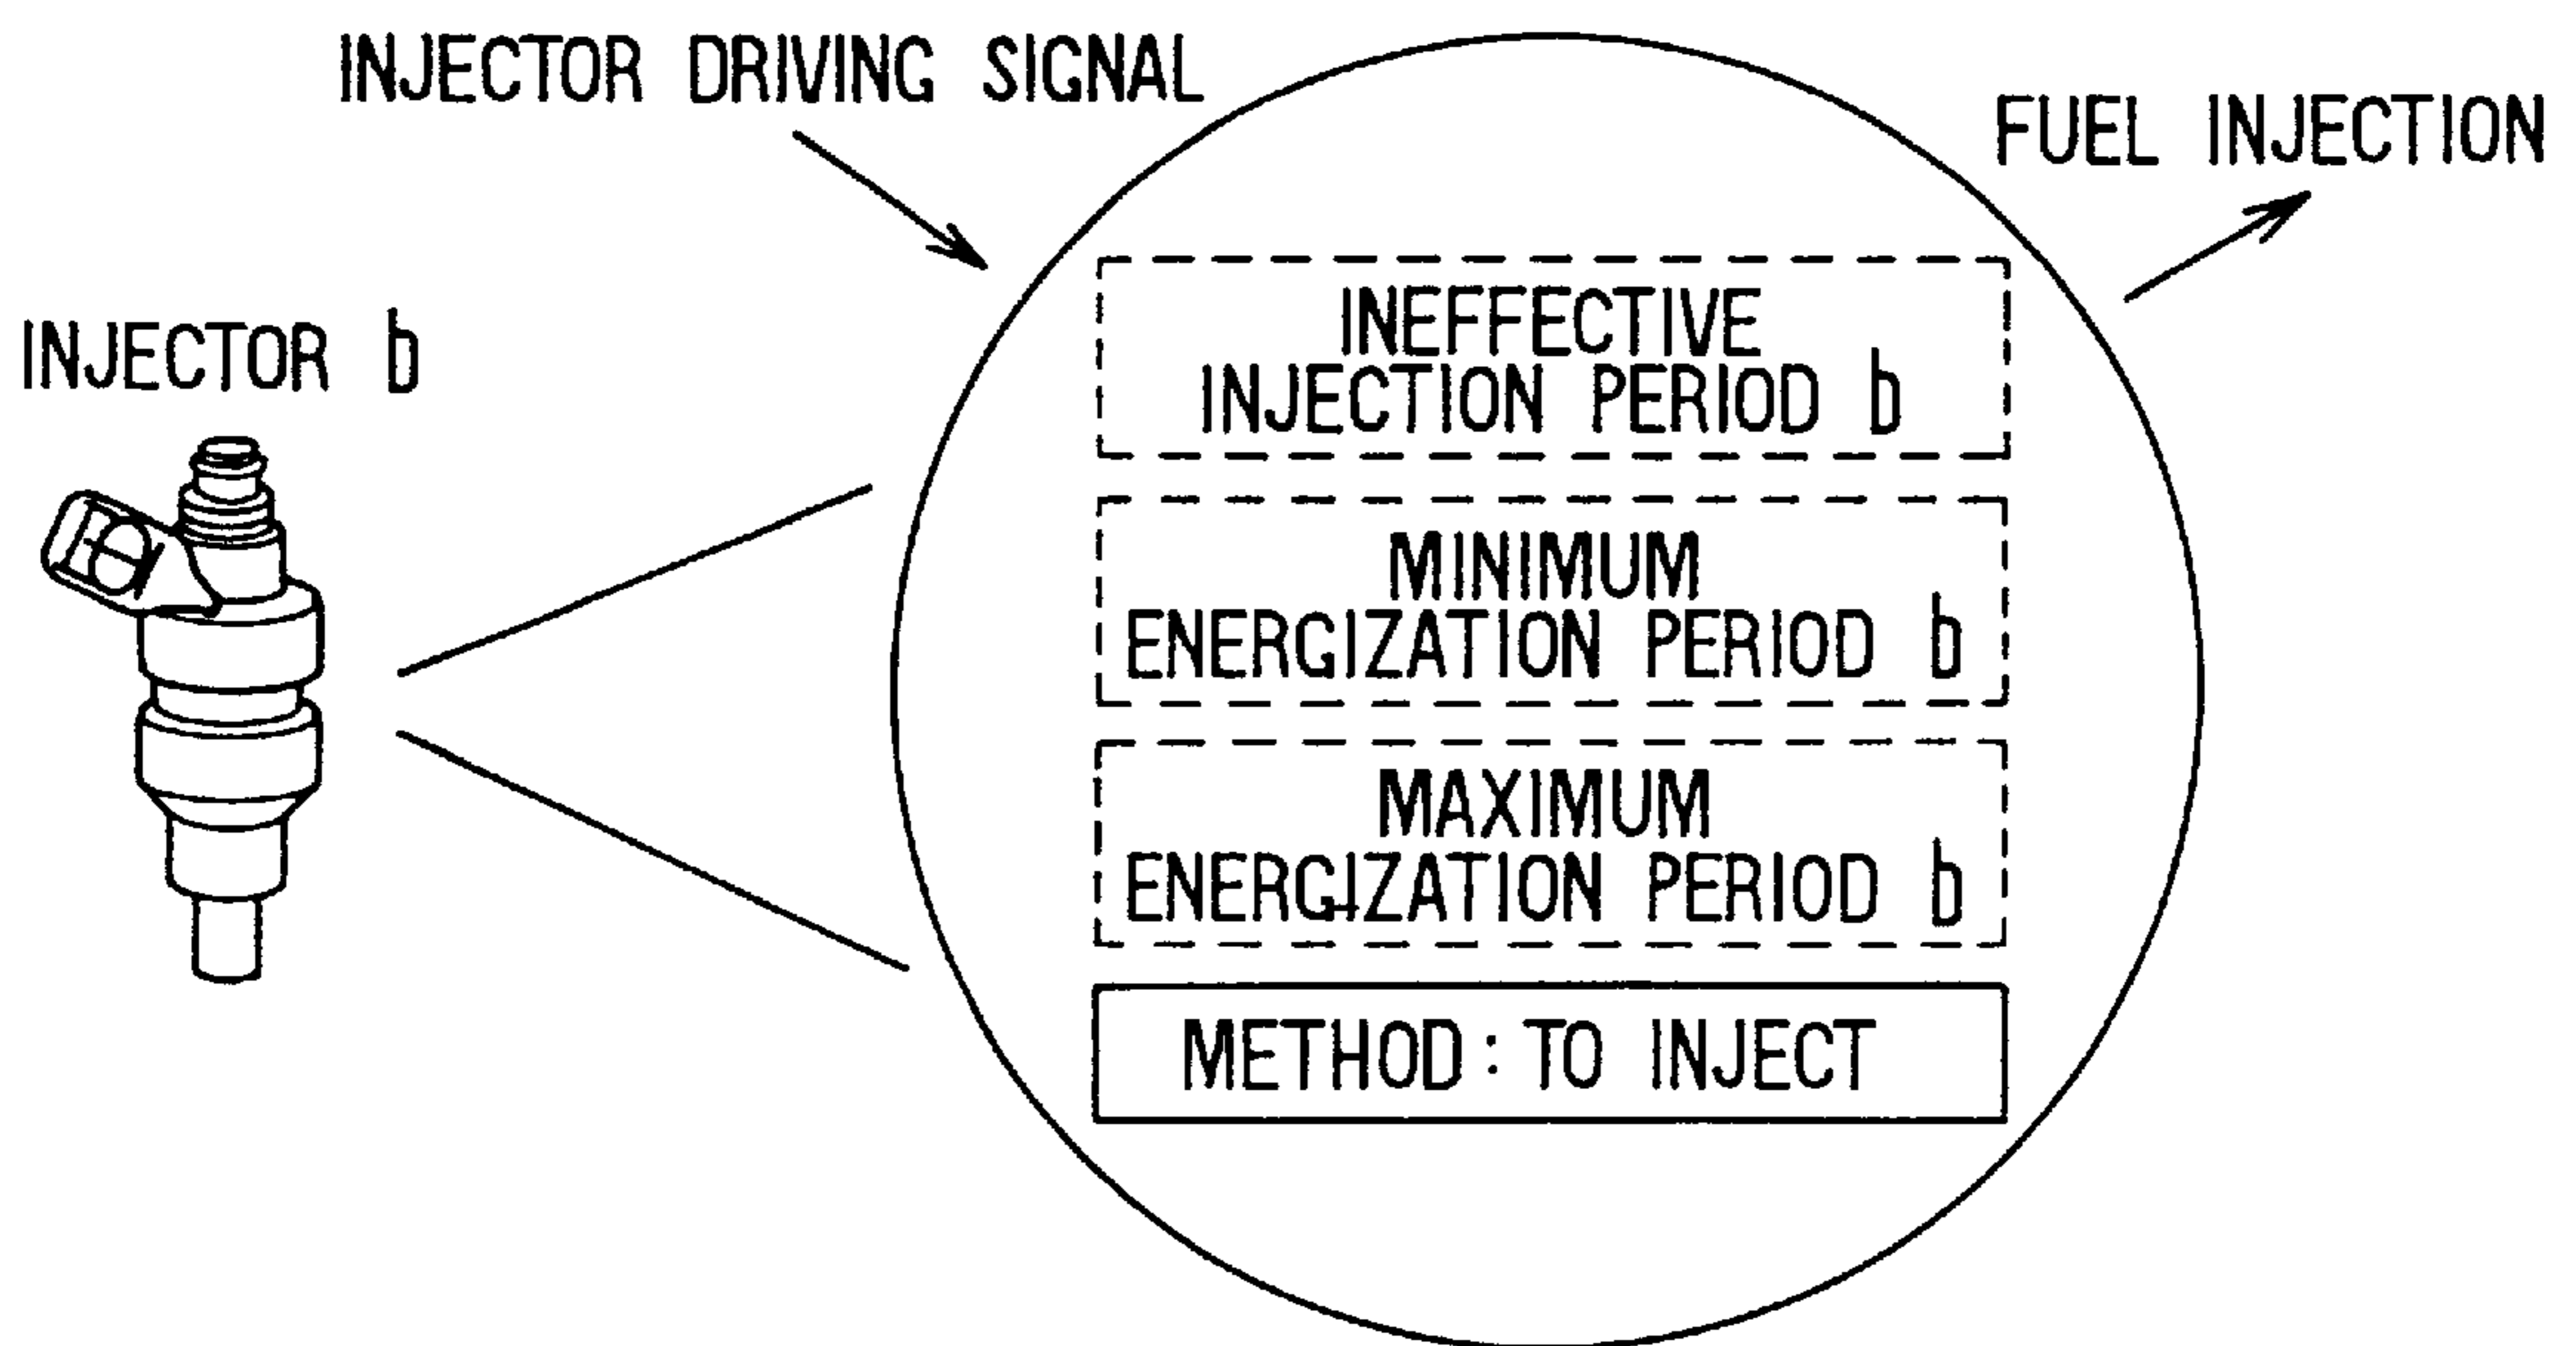 INJECTOR DRIVING SIGNAL
FUEL INJECTION
INJECTOR b
INEFFECTIVE
INJECTION PERIOD b
MINIMUM
ENERGIZATION PERIOD b
MAXIMUM
ENERGIZATION PERIOD b
METHOD : TO INJECT